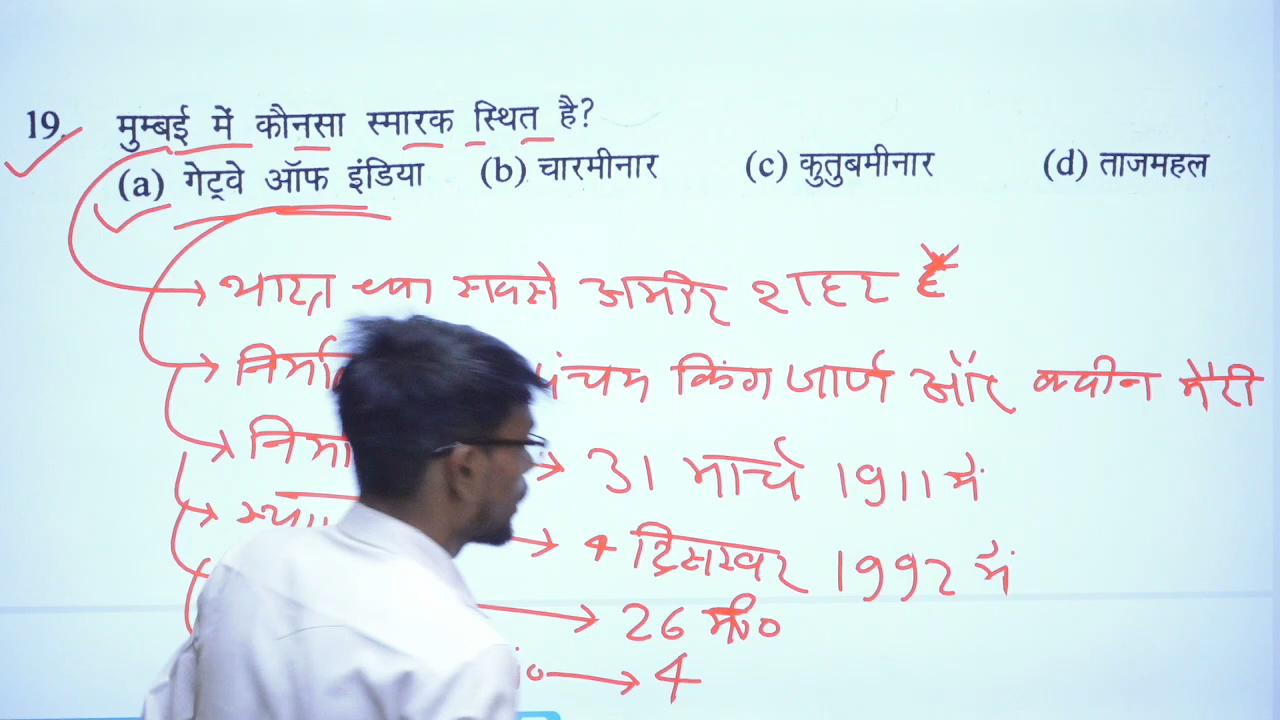 19. मुम्बई में कौनसा स्मारक स्थित है?
(a) गेट्वे ऑफ इंडिया (b) चारमीनार (c) कुतुबमीनार (d) ताजमहल
भारत का सबसे अमीर शहर है
निर्मा पंचम किंग जार्ज और क्वीन मैरी
निर्मा → 31 मार्च 1911 में
स्था → 4 दिसम्बर 1992 में
→ 26 मी०
→ 4